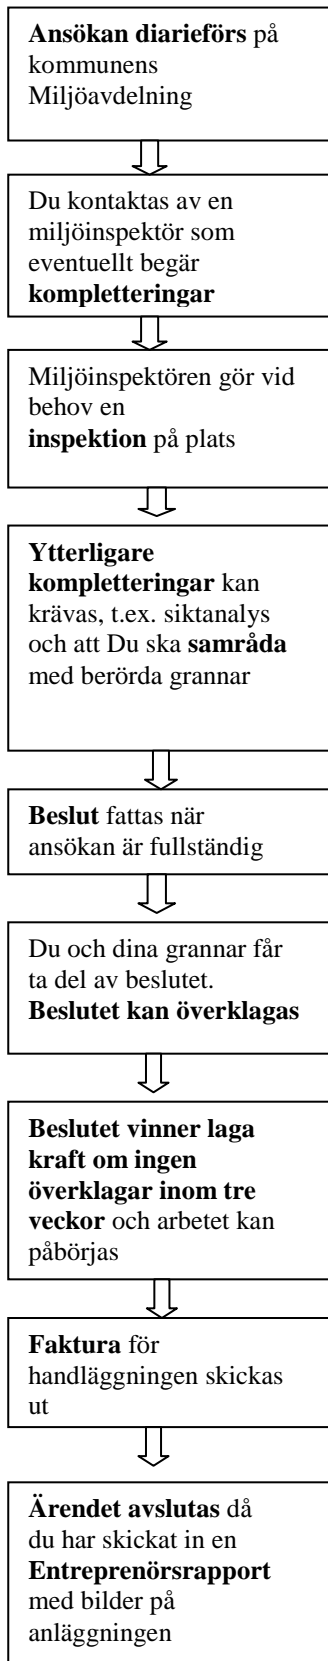 Ansökan diarieförs på
kommunens
Miljöavdelning
Du kontaktas av en
miljöinspektör som
eventuellt begär
kompletteringar
Miljöinspektören gör vid
behov en
inspektion på plats
Ytterligare
kompletteringar kan
krävas, t.ex. siktanalys
och att Du ska samråda
med berörda grannar
Beslut fattas när
ansökan är fullständig
Du och dina grannar får
ta del av beslutet.
Beslutet kan överklagas
Beslutet vinner laga
kraft om ingen
överklagar inom tre
veckor och arbetet kan
påbörjas
Faktura för
handläggningen skickas
ut
Ärendet avslutas då
du har skickat in en
Entreprenörsrapport
med bilder på
anläggningen